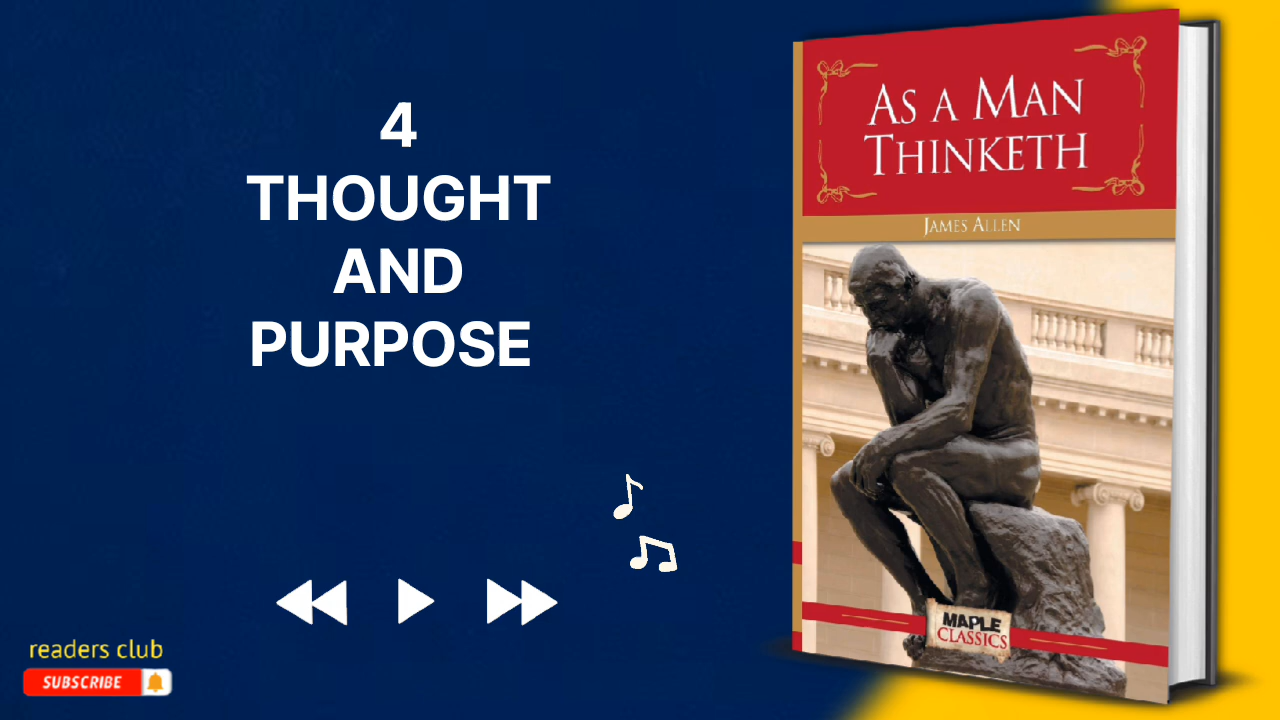 4
THOUGHT
AND
PURPOSE
readers club
SUBSCRIBE
AS A MAN
THINKETH
JAMES ALLEN
MAPLE
CLASSICS